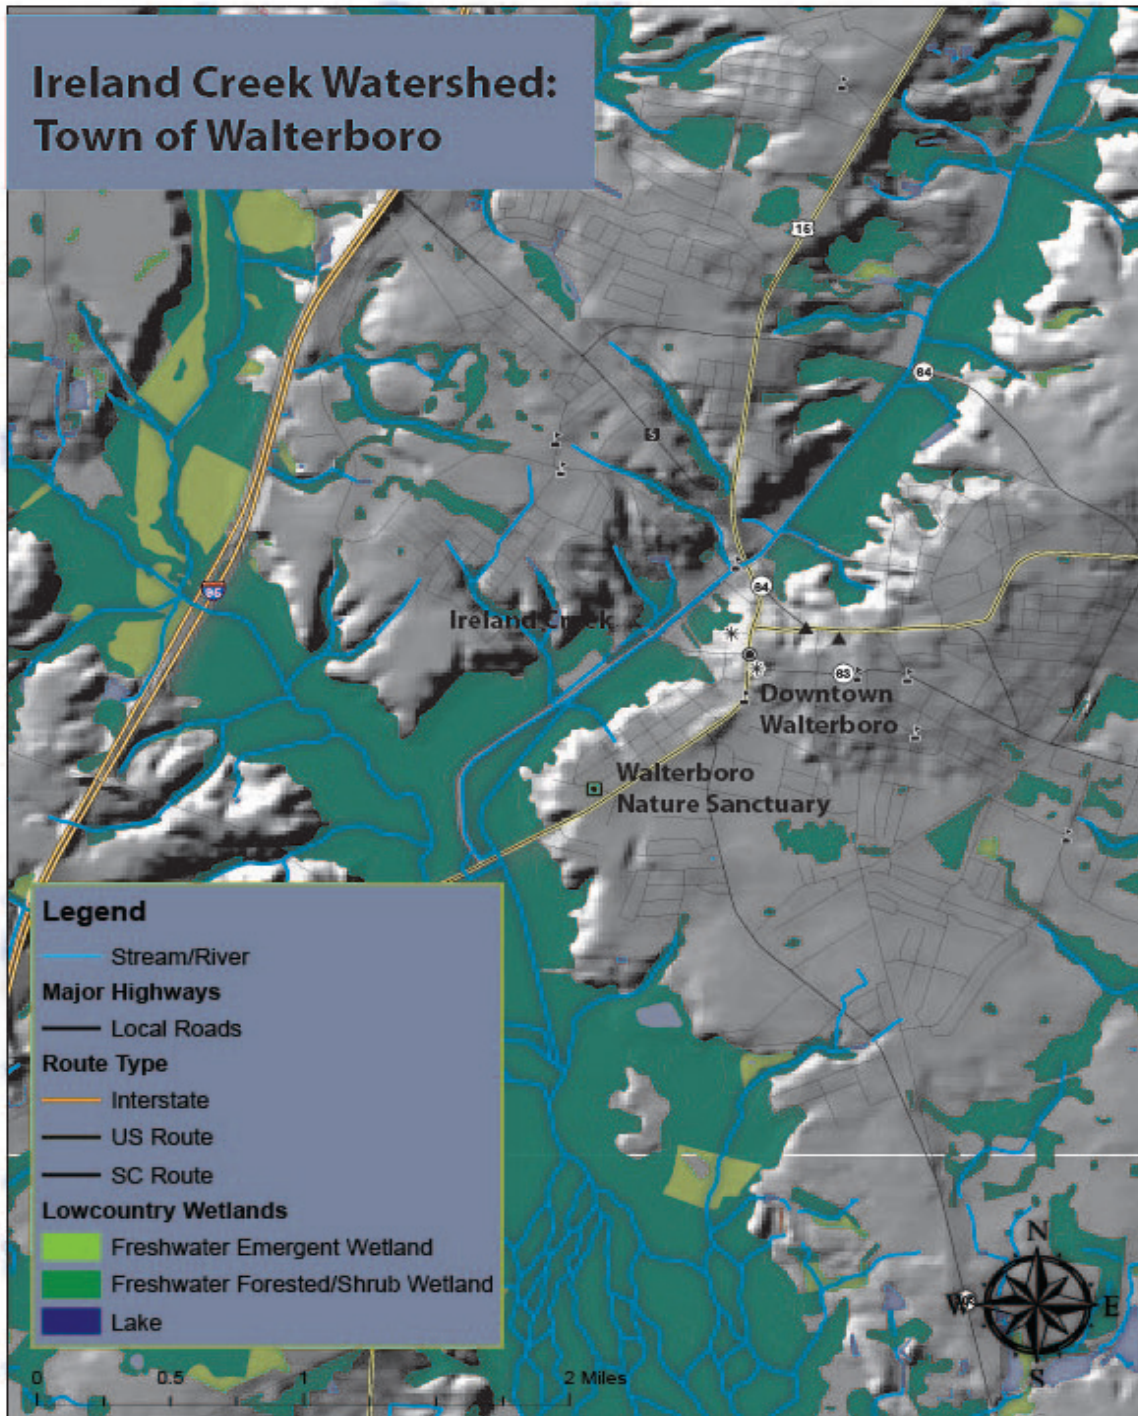 Ireland Creek Watershed:
Town of Walterboro
15
64
S
95
64
Ireland Creek
63
Downtown
Walterboro
Walterboro
Nature Sanctuary
Legend
Stream/River
Major Highways
Local Roads
Route Type
Interstate
US Route
SC Route
Lowcountry Wetlands
Freshwater Emergent Wetland
Freshwater Forested/Shrub Wetland
Lake
N
W
E
S
0 0.5 1 2 Miles